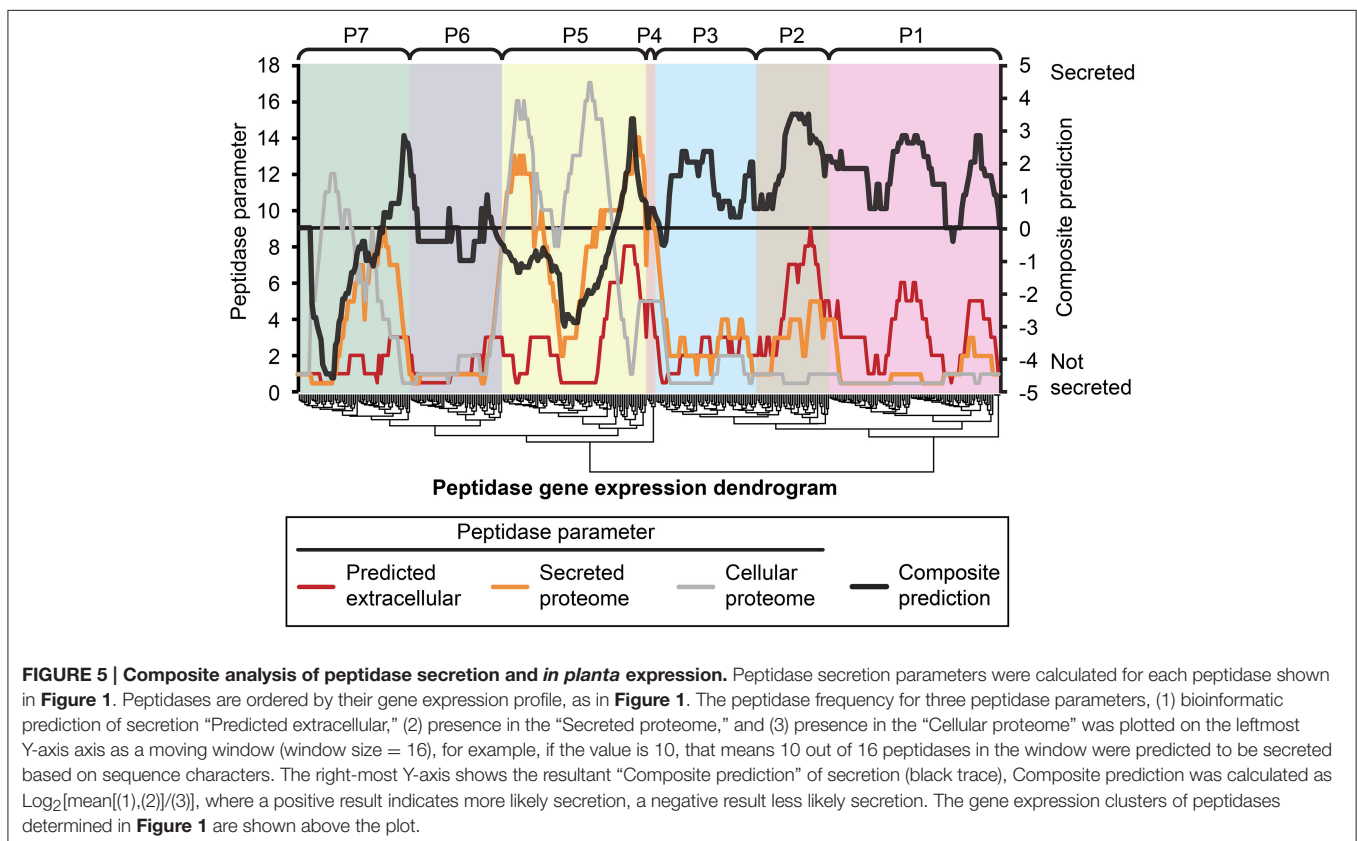 P7 P6 P5 P4 P3 P2 P1
18 5 Secreted
16 4
14 3
12 2
10 1
8 0
6 -1
4 -2
2 -3
0 -4
-5
Not
secreted
Peptidase parameter
Composite prediction
Peptidase gene expression dendrogram
Peptidase parameter
Predicted
extracellular
Secreted
proteome
Cellular
proteome
Composite
prediction
FIGURE 5 | Composite analysis of peptidase secretion and in planta expression. Peptidase secretion parameters were calculated for each peptidase shown
in Figure 1. Peptidases are ordered by their gene expression profile, as in Figure 1. The peptidase frequency for three peptidase parameters, (1) bioinformatic
prediction of secretion “Predicted extracellular,” (2) presence in the “Secreted proteome,” and (3) presence in the “Cellular proteome” was plotted on the leftmost
Y-axis axis as a moving window (window size = 16), for example, if the value is 10, that means 10 out of 16 peptidases in the window were predicted to be secreted
based on sequence characters. The right-most Y-axis shows the resultant “Composite prediction” of secretion (black trace), Composite prediction was calculated as
Log₂[mean[(1),(2)]/(3)], where a positive result indicates more likely secretion, a negative result less likely secretion. The gene expression clusters of peptidases
determined in Figure 1 are shown above the plot.